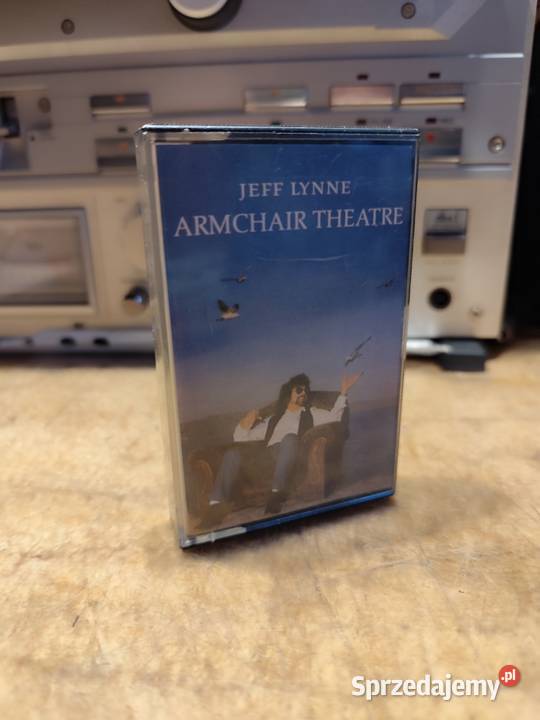 JEFF LYNNE
ARMCHAIR THEATRE
Sprzedajemy.pl